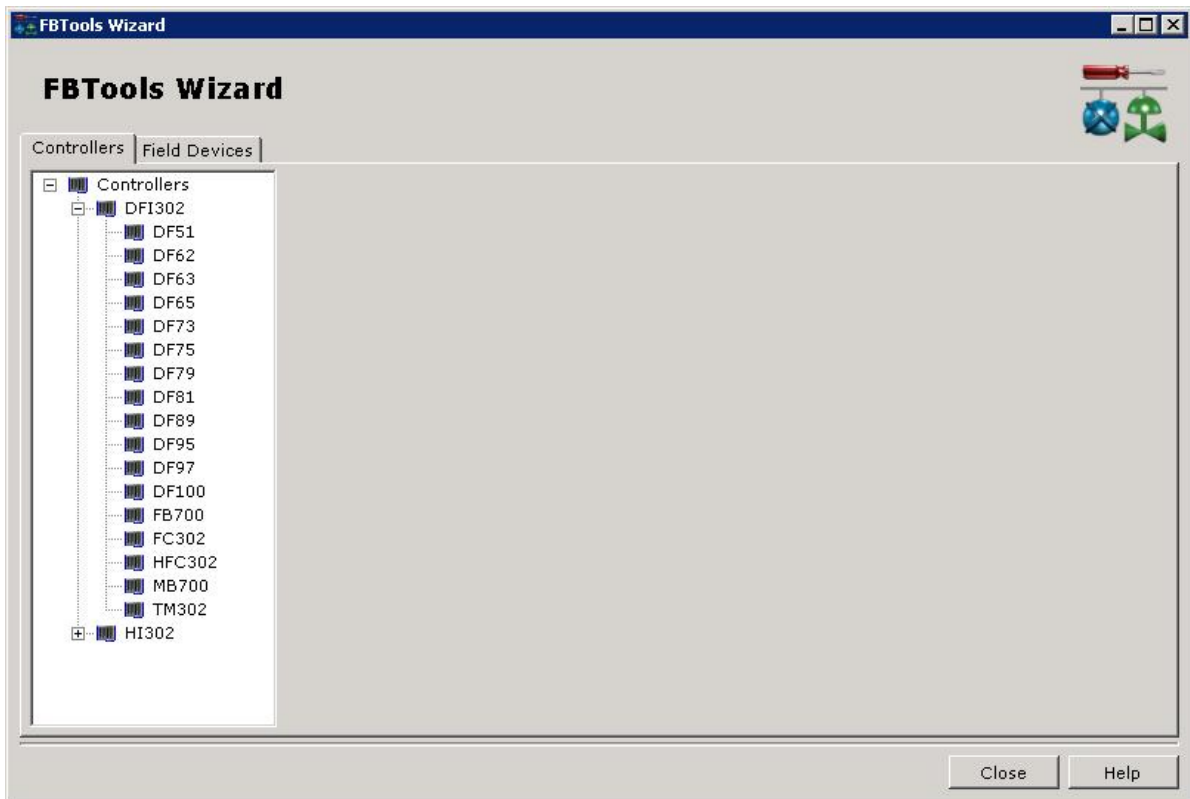 FBTools Wizard
FBTools Wizard
Controllers Field Devices
Controllers
DFI302
DF51
DF62
DF63
DF65
DF73
DF75
DF79
DF81
DF89
DF95
DF97
DF100
FB700
FC302
HFC302
MB700
TM302
HI302
Close Help